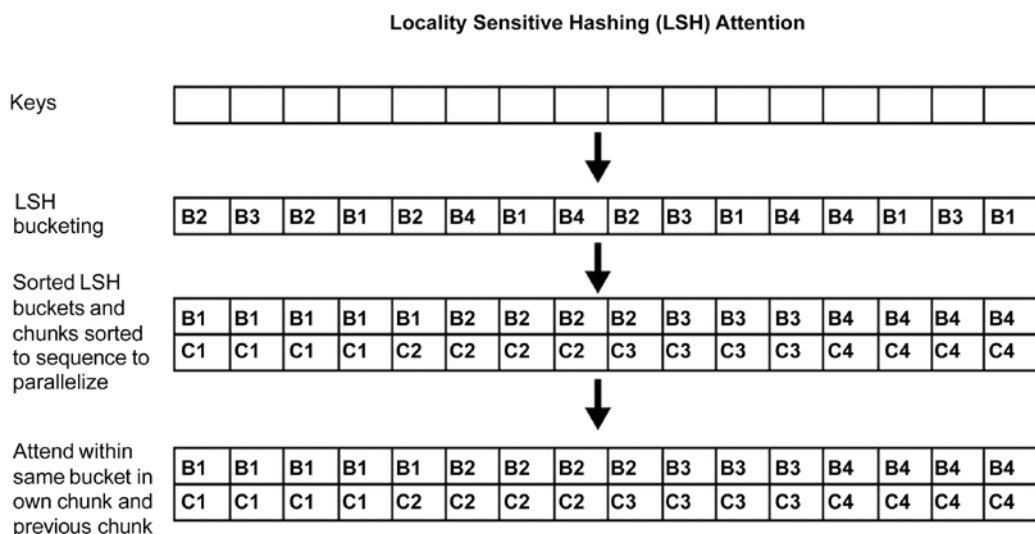 Locality Sensitive Hashing (LSH) Attention
Keys
LSH
bucketing
B2 B3 B2 B1 B2 B4 B1 B4 B2 B3 B1 B4 B4 B1 B3 B1
Sorted LSH
buckets and
chunks sorted
to sequence to
parallelize
B1 B1 B1 B1 B1 B2 B2 B2 B2 B3 B3 B3 B4 B4 B4 B4
C1 C1 C1 C1 C2 C2 C2 C2 C3 C3 C3 C3 C4 C4 C4 C4
Attend within
same bucket in
own chunk and
previous chunk
B1 B1 B1 B1 B1 B2 B2 B2 B2 B3 B3 B3 B4 B4 B4 B4
C1 C1 C1 C1 C2 C2 C2 C2 C3 C3 C3 C3 C4 C4 C4 C4